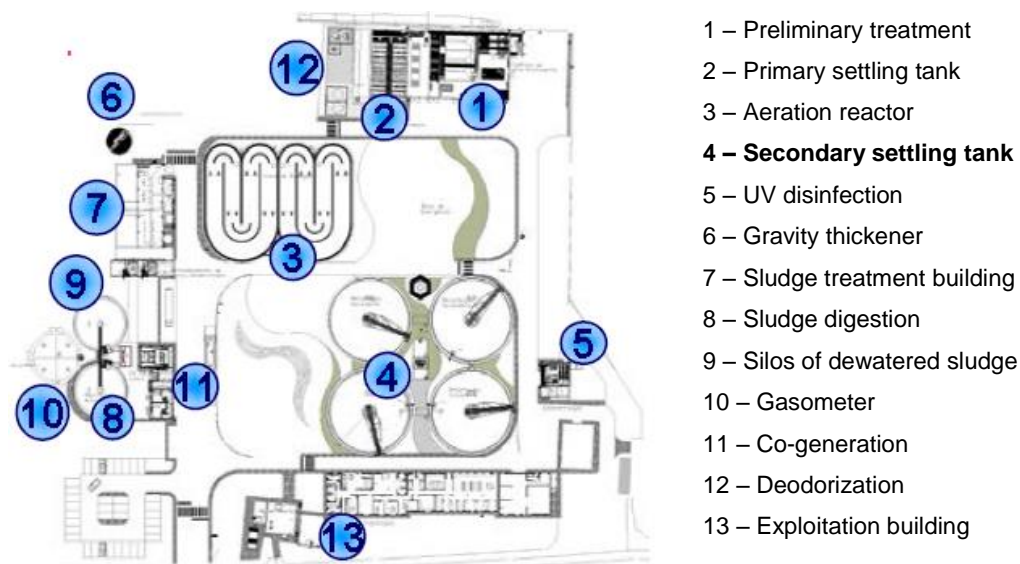 12
1
2
6
7
3
9
4
5
11
10
8
13
1 – Preliminary treatment
2 – Primary settling tank
3 – Aeration reactor
4 – Secondary settling tank
5 – UV disinfection
6 – Gravity thickener
7 – Sludge treatment building
8 – Sludge digestion
9 – Silos of dewatered sludge
10 – Gasometer
11 – Co-generation
12 – Deodorization
13 – Exploitation building